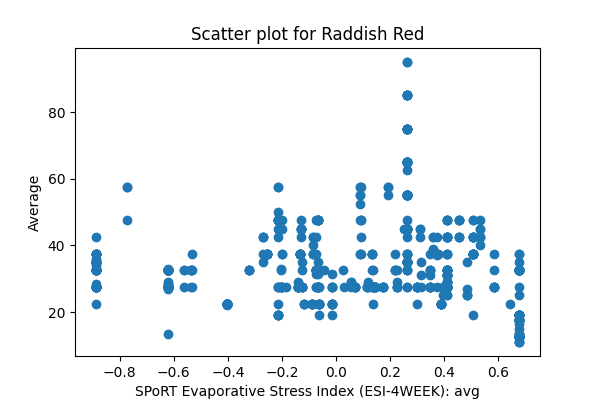 Scatter plot for Raddish Red
Average
80
60
40
20
−0.8 −0.6 −0.4 −0.2 0.0 0.2 0.4 0.6
SPoRT Evaporative Stress Index (ESI-4WEEK): avg